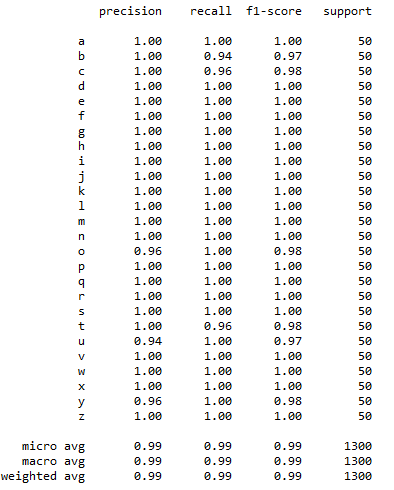 precision recall f1-score support
a 1.00 1.00 1.00 50
b 1.00 0.94 0.97 50
c 1.00 0.96 0.98 50
d 1.00 1.00 1.00 50
e 1.00 1.00 1.00 50
f 1.00 1.00 1.00 50
g 1.00 1.00 1.00 50
h 1.00 1.00 1.00 50
i 1.00 1.00 1.00 50
j 1.00 1.00 1.00 50
k 1.00 1.00 1.00 50
l 1.00 1.00 1.00 50
m 1.00 1.00 1.00 50
n 1.00 1.00 1.00 50
o 0.96 1.00 0.98 50
p 1.00 1.00 1.00 50
q 1.00 1.00 1.00 50
r 1.00 1.00 1.00 50
s 1.00 1.00 1.00 50
t 1.00 0.96 0.98 50
u 0.94 1.00 0.97 50
v 1.00 1.00 1.00 50
w 1.00 1.00 1.00 50
x 1.00 1.00 1.00 50
y 0.96 1.00 0.98 50
z 1.00 1.00 1.00 50
micro avg 0.99 0.99 0.99 1300
macro avg 0.99 0.99 0.99 1300
weighted avg 0.99 0.99 0.99 1300